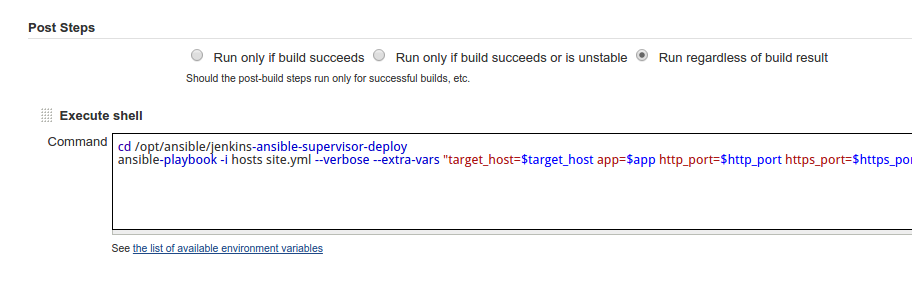 Post Steps
Run only if build succeeds Run only if build succeeds or is unstable Run regardless of build result
Should the post-build steps run only for successful builds, etc.
Execute shell
Command
cd /opt/ansible/jenkins-ansible-supervisor-deploy
ansible-playbook -i hosts site.yml --verbose --extra-vars "target_host=$target_host app=$app http_port=$http_port https_port=$https_por
See the list of available environment variables